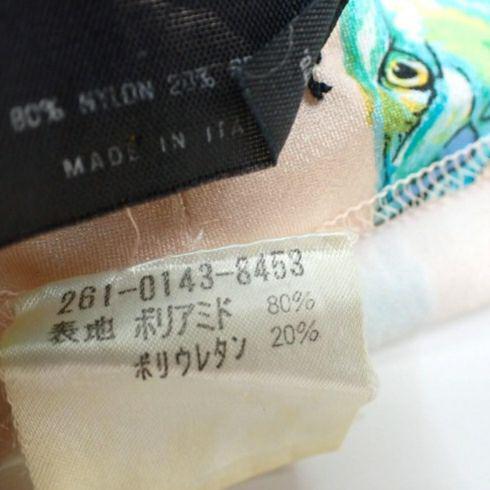 80% NYLON 20%
MADE IN ITA
261-0143-8453
表地 ポリアミド 80%
ポリウレタン 20%